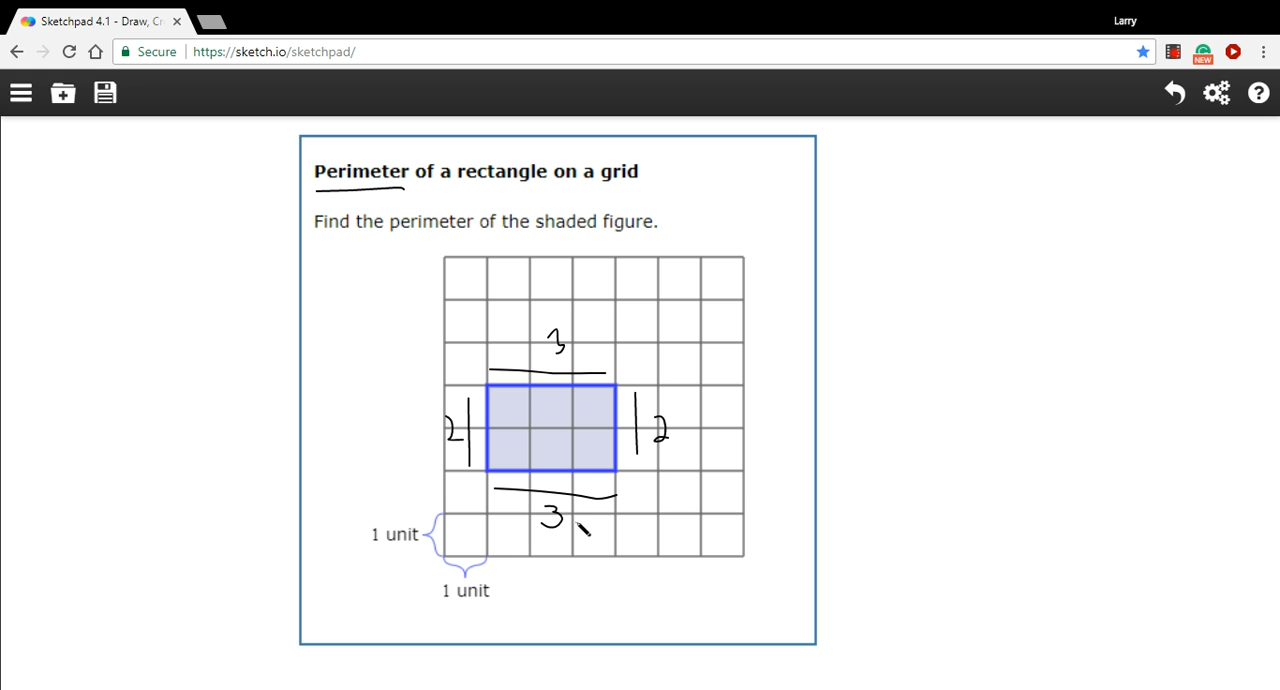 Larry
Sketchpad 4.1 - Draw, Cr
Secure https://sketch.io/sketchpad/
NEW
Perimeter of a rectangle on a grid
Find the perimeter of the shaded figure.
3
2 2
3
1 unit
1 unit